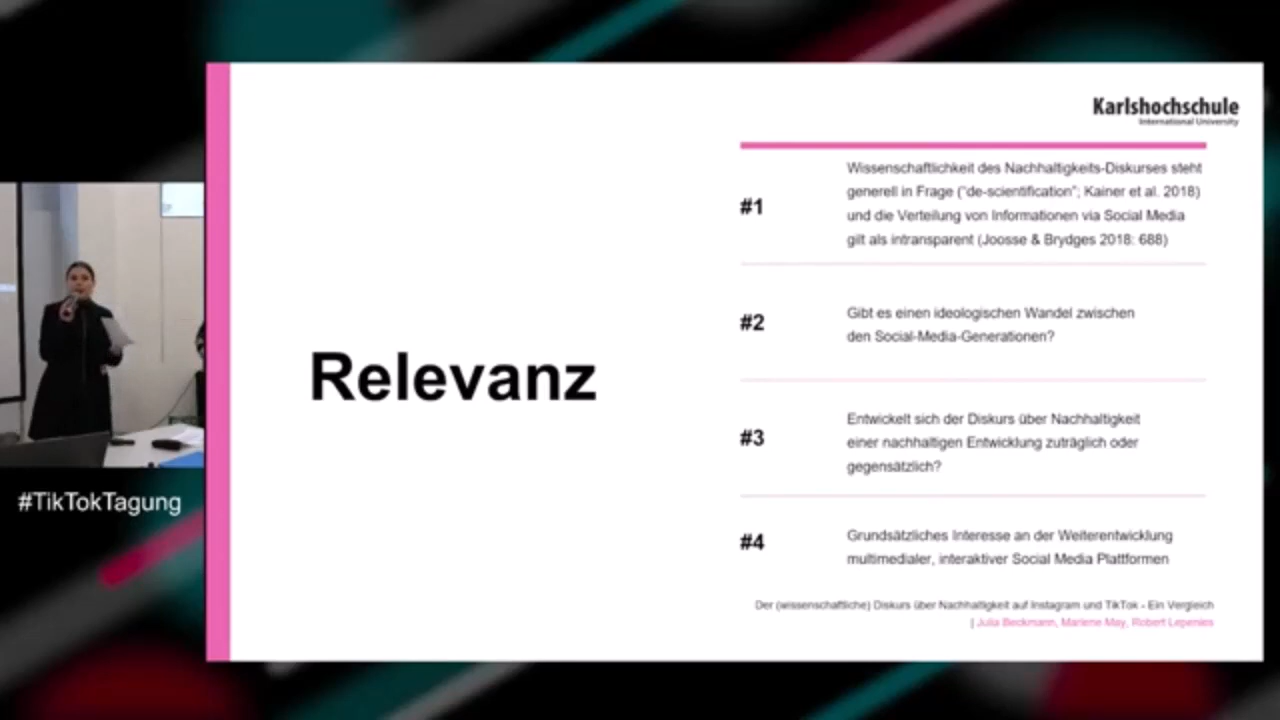 Karlshochschule
International University
Relevanz
#1
Wissenschaftlichkeit des Nachhaltigkeits-Diskurses steht
generell in Frage ("de-scientification"; Kainer et al. 2018)
und die Verteilung von Informationen via Social Media
gilt als intransparent (Joosse & Brydges 2018: 688)
#2
Gibt es einen ideologischen Wandel zwischen
den Social-Media-Generationen?
#3
Entwickelt sich der Diskurs über Nachhaltigkeit
einer nachhaltigen Entwicklung zuträglich oder
gegensätzlich?
#4
Grundsätzliches Interesse an der Weiterentwicklung
multimedialer, interaktiver Social Media Plattformen
Der (wissenschaftliche) Diskurs über Nachhaltigkeit auf Instagram und TikTok - Ein Vergleich
| Julia Beckmann, Marlene May, Robert Lepenies
#TikTokTagung